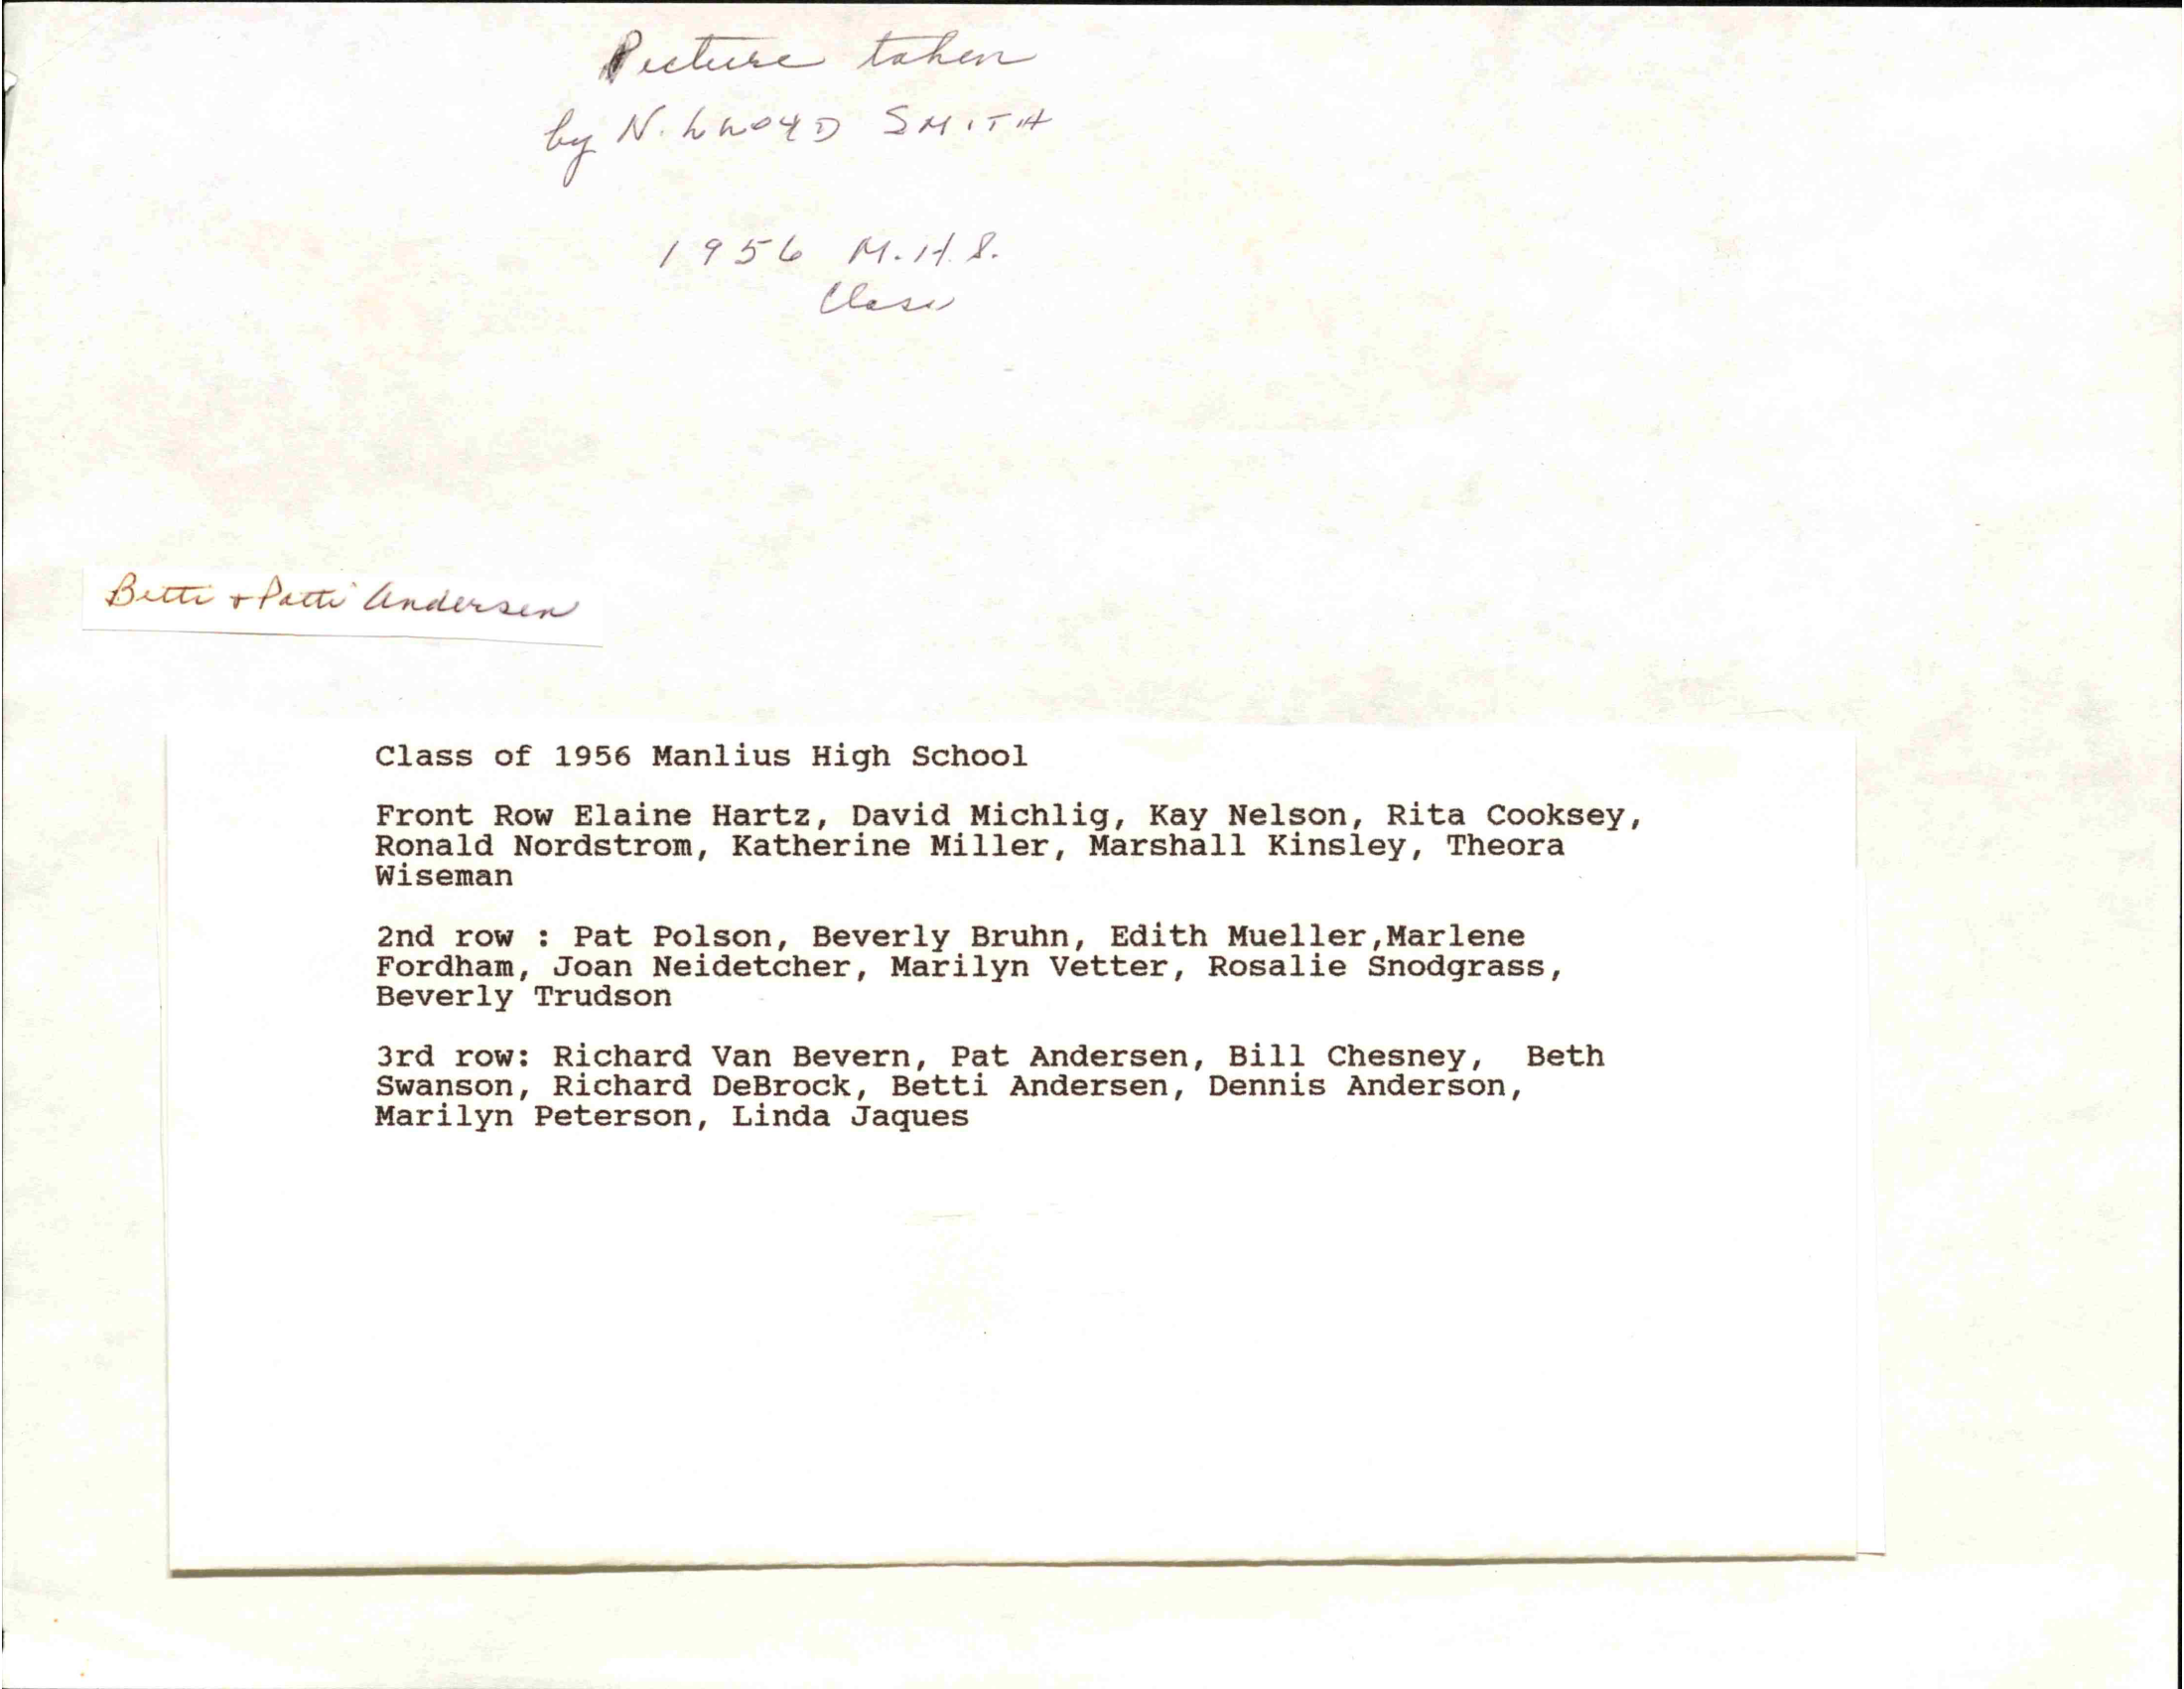 Picture taken
by N. LLOYD SMITH
1956 M.H.S.
Class
Betti + Patti Andersen
Class of 1956 Manlius High School
Front Row Elaine Hartz, David Michlig, Kay Nelson, Rita Cooksey,
Ronald Nordstrom, Katherine Miller, Marshall Kinsley, Theora
Wiseman
2nd row : Pat Polson, Beverly Bruhn, Edith Mueller,Marlene
Fordham, Joan Neidetcher, Marilyn Vetter, Rosalie Snodgrass,
Beverly Trudson
3rd row: Richard Van Bevern, Pat Andersen, Bill Chesney,  Beth
Swanson, Richard DeBrock, Betti Andersen, Dennis Anderson,
Marilyn Peterson, Linda Jaques